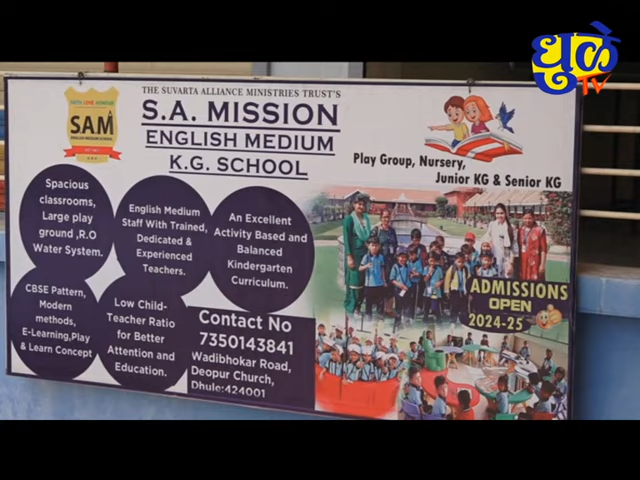 धुळे
TV
THE SUVARTA ALLIANCE MINISTRIES TRUST'S
S.A. MISSION
ENGLISH MEDIUM
K.G. SCHOOL
S.A.M
Play Group, Nursery,
Junior KG & Senior KG
Spacious
classrooms,
Large play
ground ,R.O
Water System.
English Medium
Staff With Trained,
Dedicated &
Experienced
Teachers.
An Excellent
Activity Based and
Balanced
Kindergarten
Curriculum.
CBSE Pattern,
Modern
methods,
E-Learning,Play
& Learn Concept
Low Child-
Teacher Ratio
for Better
Attention and
Education.
Contact No
7350143841
Wadibhokar Road,
Deopur Church,
Dhule:424001
ADMISSIONS
OPEN
2024-25